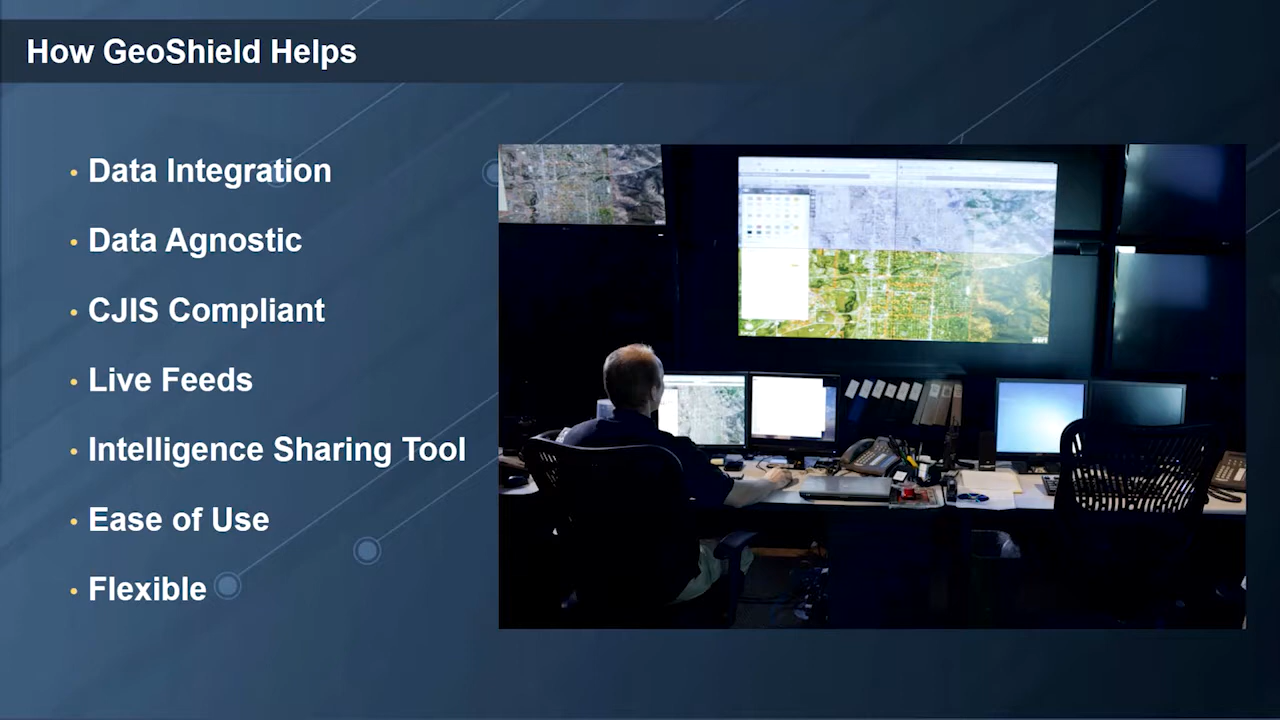 How GeoShield Helps
• Data Integration
• Data Agnostic
• CJIS Compliant
• Live Feeds
• Intelligence Sharing Tool
• Ease of Use
• Flexible